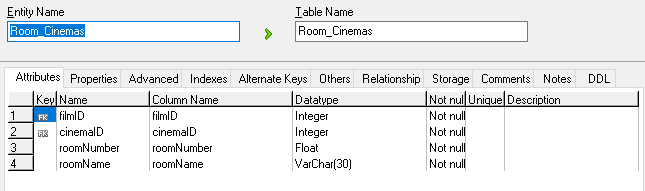 Entity Name Table Name
Room_Cinemas Room_Cinemas
Attributes Properties Advanced Indexes Alternate Keys Others Relationship Storage Comments Notes DDL
Key Name Column Name Datatype Not nul Unique Description
1 FK filmID filmID Integer Not null
2 FK cinemaID cinemaID Integer Not null
3 roomNumber roomNumber Float Not null
4 roomName roomName VarChar(30) Not null